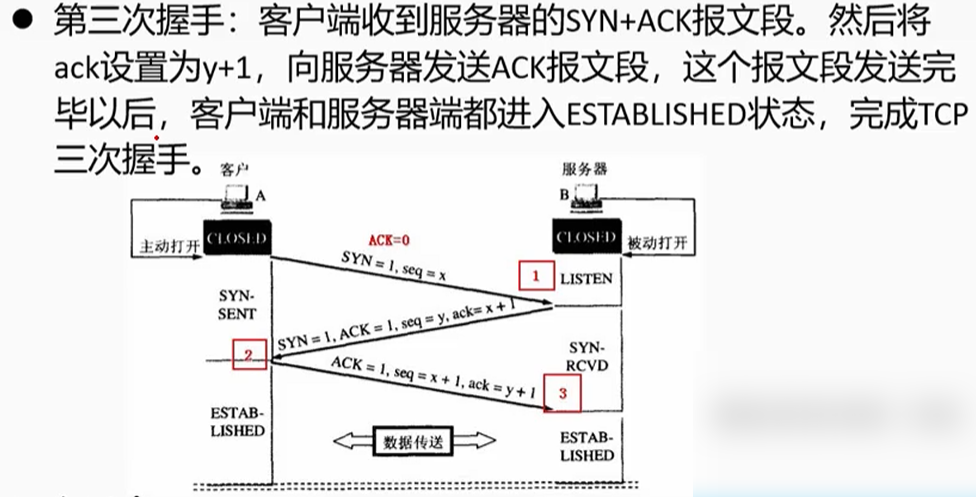 ● 第三次握手：客户端收到服务器的SYN+ACK报文段。然后将
ack设置为y+1，向服务器发送ACK报文段，这个报文段发送完
毕以后，客户端和服务器端都进入ESTABLISHED状态，完成TCP
三次握手。
客户
服务器
A
B
CLOSED
CLOSED
主动打开
被动打开
ACK=0
SYN = 1, seq = x
1
LISTEN
SYN-
SENT
SYN = 1, ACK = 1, seq = y, ack= x + 1
2
SYN-
RCVD
ACK = 1, seq = x + 1, ack = y + 1
3
ESTAB-
LISHED
数据传送
ESTAB-
LISHED